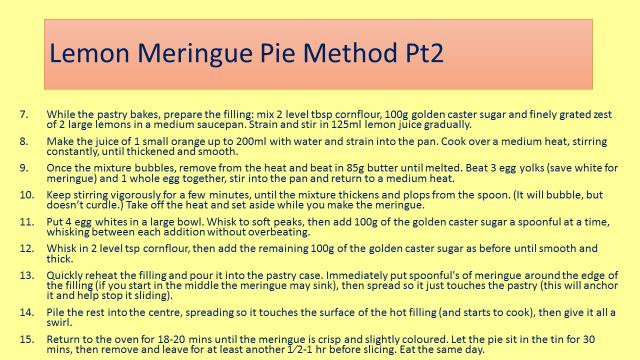 Lemon Meringue Pie Method Pt2
7. While the pastry bakes, prepare the filling: mix 2 level tbsp cornflour, 100g golden caster sugar and finely grated zest
of 2 large lemons in a medium saucepan. Strain and stir in 125ml lemon juice gradually.
8. Make the juice of 1 small orange up to 200ml with water and strain into the pan. Cook over a medium heat, stirring
constantly, until thickened and smooth.
9. Once the mixture bubbles, remove from the heat and beat in 85g butter until melted. Beat 3 egg yolks (save white for
meringue) and 1 whole egg together, stir into the pan and return to a medium heat.
10. Keep stirring vigorously for a few minutes, until the mixture thickens and plops from the spoon. (It will bubble, but
doesn't curdle.) Take off the heat and set aside while you make the meringue.
11. Put 4 egg whites in a large bowl. Whisk to soft peaks, then add 100g of the golden caster sugar a spoonful at a time,
whisking between each addition without overbeating.
12. Whisk in 2 level tsp cornflour, then add the remaining 100g of the golden caster sugar as before until smooth and
thick.
13. Quickly reheat the filling and pour it into the pastry case. Immediately put spoonful's of meringue around the edge of
the filling (if you start in the middle the meringue may sink), then spread so it just touches the pastry (this will anchor
it and help stop it sliding).
14. Pile the rest into the centre, spreading so it touches the surface of the hot filling (and starts to cook), then give it all a
swirl.
15. Return to the oven for 18-20 mins until the meringue is crisp and slightly coloured. Let the pie sit in the tin for 30
mins, then remove and leave for at least another 1⁄2-1 hr before slicing. Eat the same day.